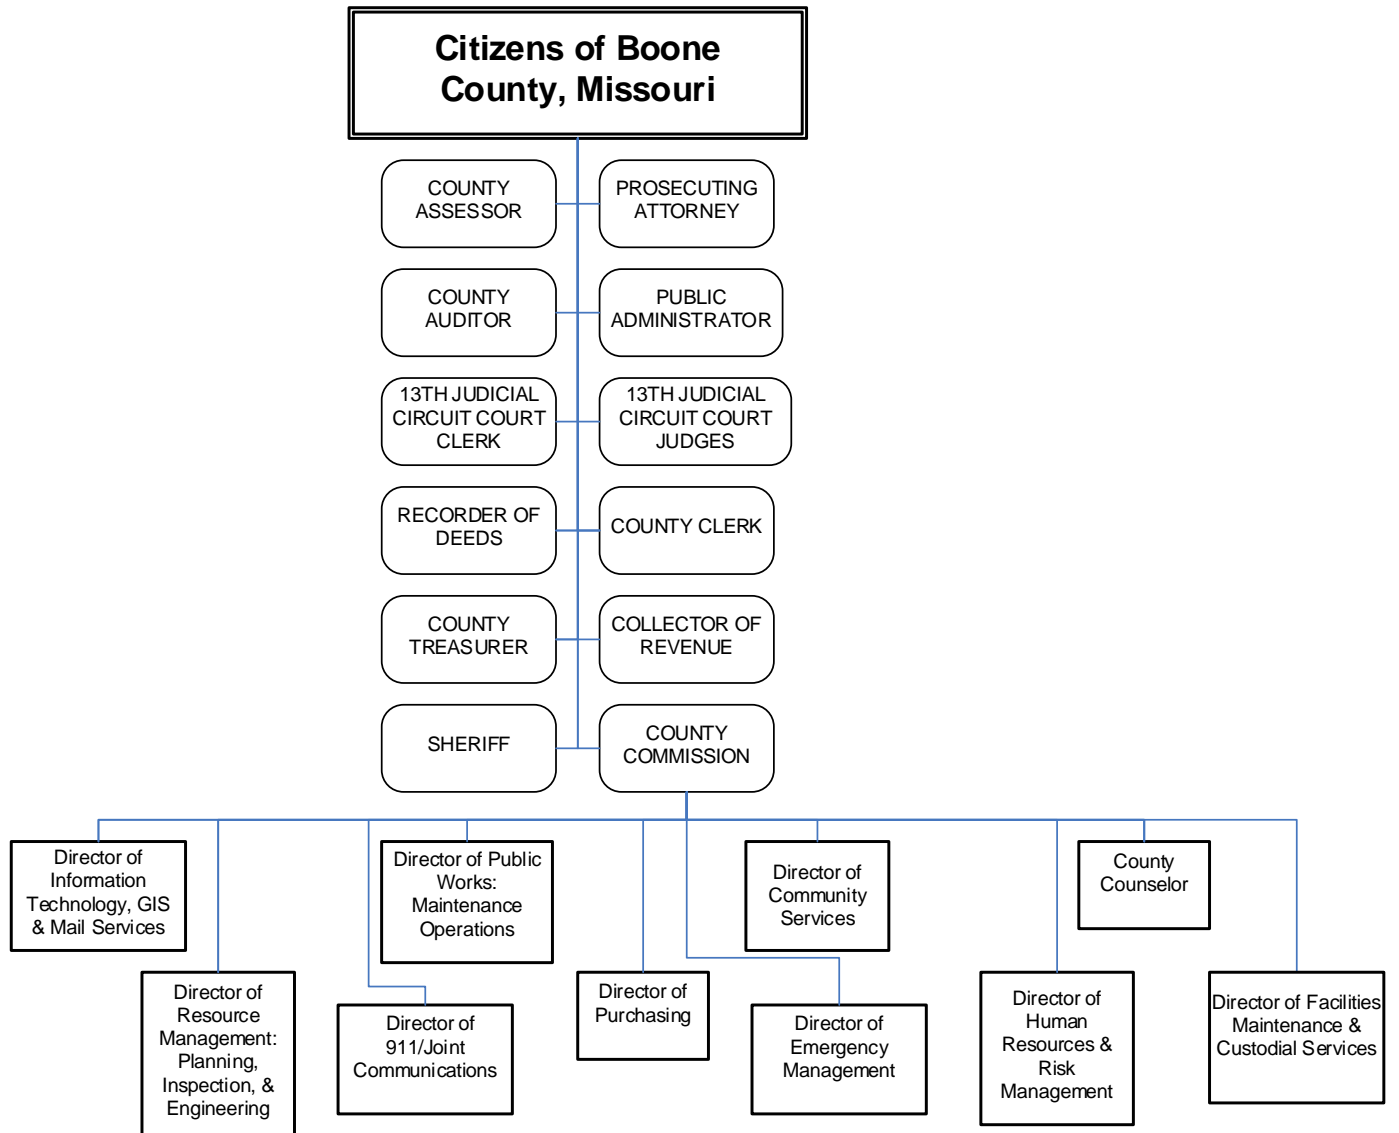 Citizens of Boone
County, Missouri
COUNTY
ASSESSOR
PROSECUTING
ATTORNEY
COUNTY
AUDITOR
PUBLIC
ADMINISTRATOR
13TH JUDICIAL
CIRCUIT COURT
CLERK
13TH JUDICIAL
CIRCUIT COURT
JUDGES
RECORDER OF
DEEDS
COUNTY CLERK
COUNTY
TREASURER
COLLECTOR OF
REVENUE
SHERIFF
COUNTY
COMMISSION
Director of
Information
Technology, GIS
& Mail Services
Director of Public
Works:
Maintenance
Operations
Director of
Community
Services
County
Counselor
Director of
Resource
Management:
Planning,
Inspection, &
Engineering
Director of
911/Joint
Communications
Director of
Purchasing
Director of
Emergency
Management
Director of
Human
Resources &
Risk
Management
Director of Facilities
Maintenance &
Custodial Services